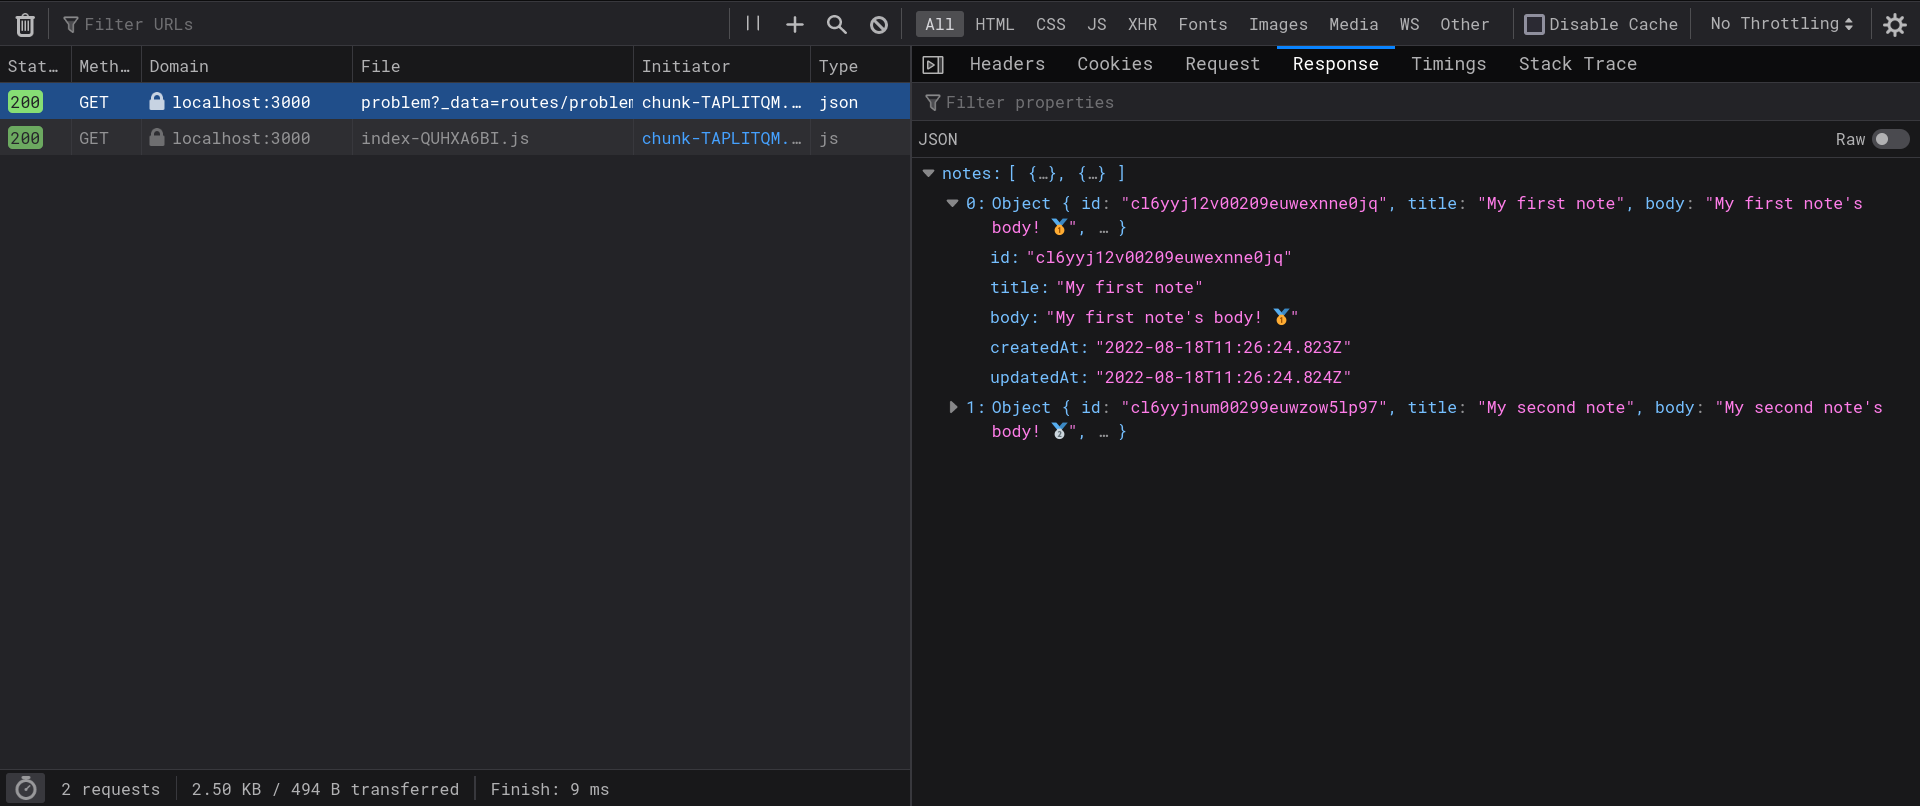 Filter URLs All HTML CSS JS XHR Fonts Images Media WS Other Disable Cache No Throttling
Stat… Meth… Domain File Initiator Type
200 GET localhost:3000 problem?_data=routes/problem chunk-TAPLITQM.… json
200 GET localhost:3000 index-QUHXA6BI.js chunk-TAPLITQM.… js
2 requests 2.50 KB / 494 B transferred Finish: 9 ms
Headers Cookies Request Response Timings Stack Trace
Filter properties
JSON Raw
notes: [ {…}, {…} ]
0: Object { id: "cl6yyj12v00209euwexnne0jq", title: "My first note", body: "My first note's
body! 🥇", … }
id: "cl6yyj12v00209euwexnne0jq"
title: "My first note"
body: "My first note's body! 🥇"
createdAt: "2022-08-18T11:26:24.823Z"
updatedAt: "2022-08-18T11:26:24.824Z"
1: Object { id: "cl6yyjnum00299euwzow5lp97", title: "My second note", body: "My second note's
body! 🥈", … }